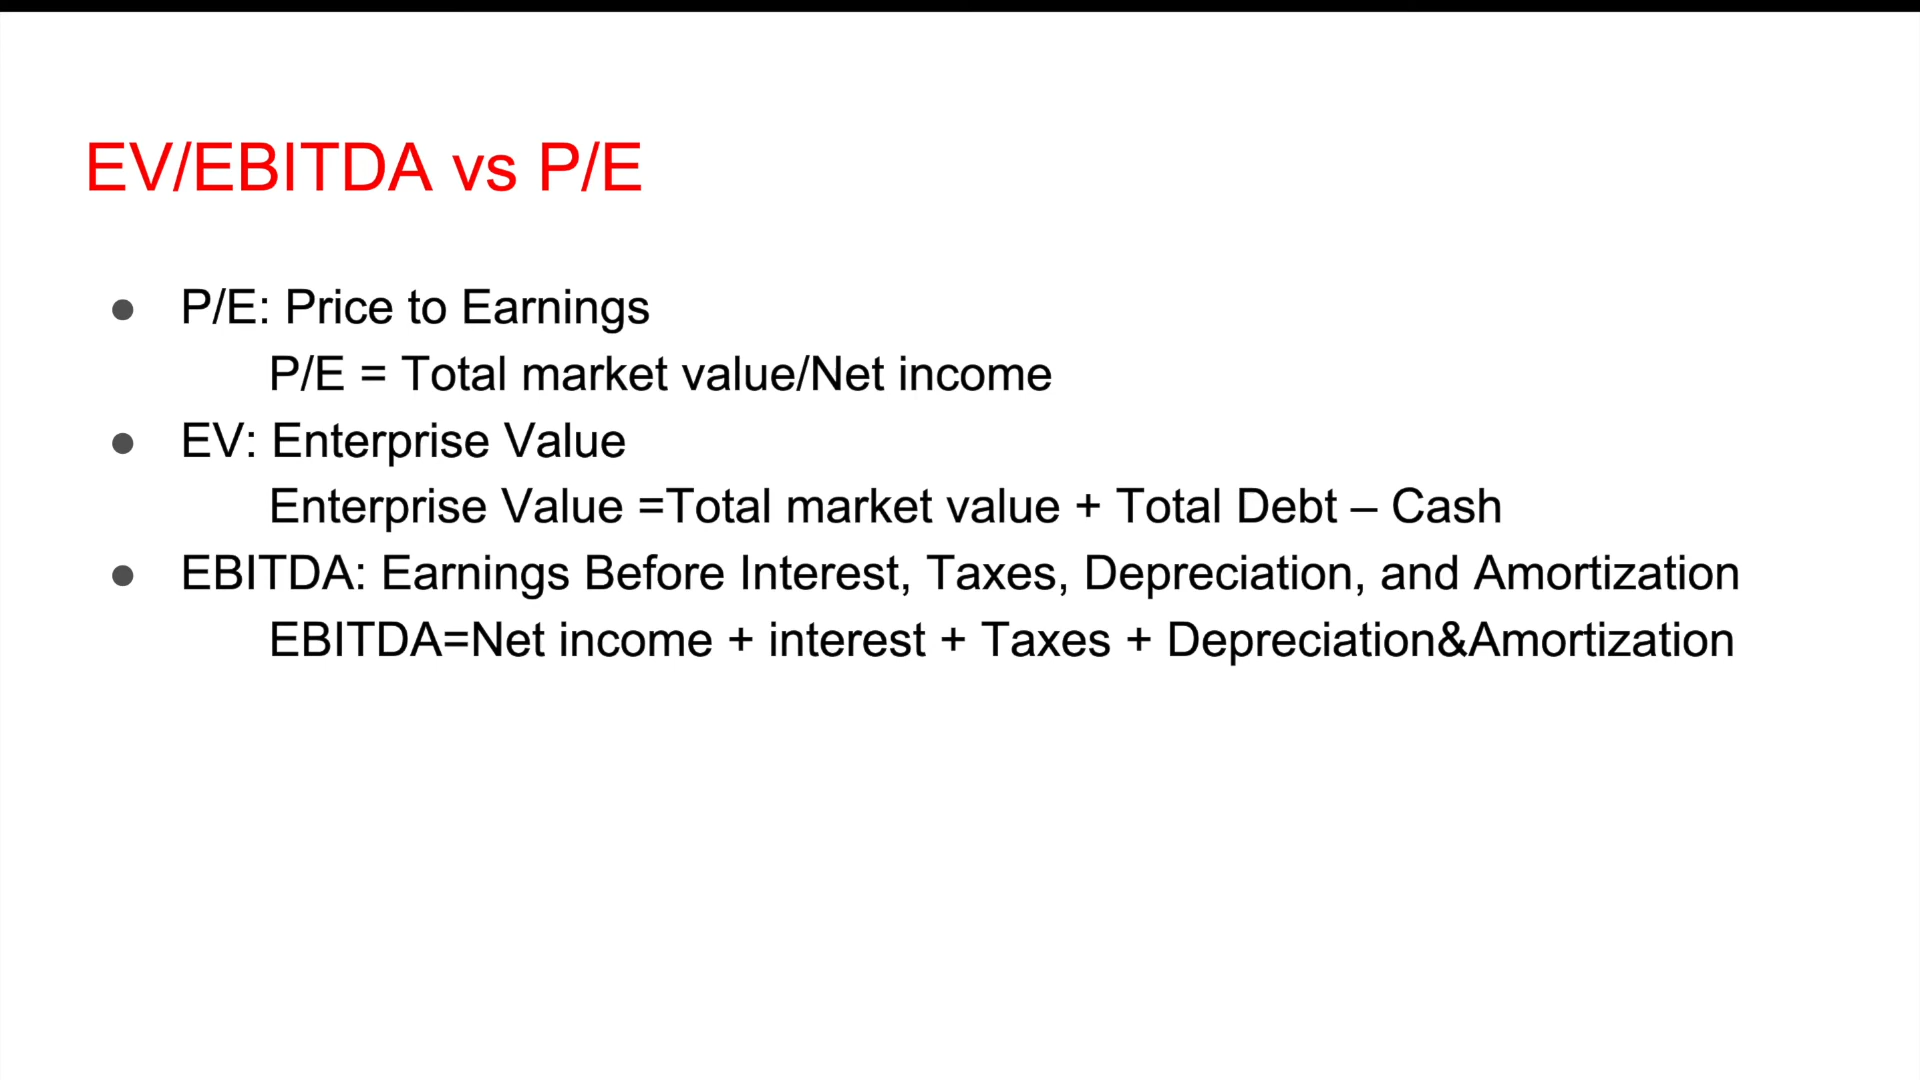 EV/EBITDA vs P/E
● P/E: Price to Earnings
P/E = Total market value/Net income
● EV: Enterprise Value
Enterprise Value =Total market value + Total Debt – Cash
● EBITDA: Earnings Before Interest, Taxes, Depreciation, and Amortization
EBITDA=Net income + interest + Taxes + Depreciation&Amortization